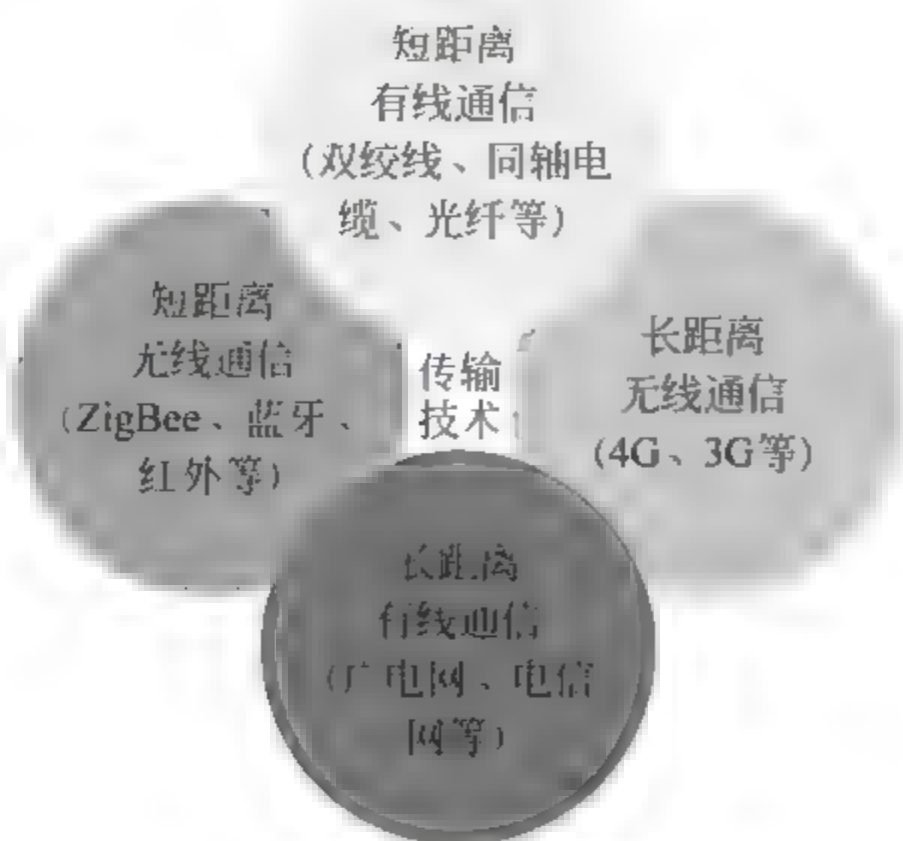 短距离
有线通信
(双绞线、同轴电
缆、光纤等)
短距离
无线通信
(ZigBee、蓝牙、
红外等)
传输
技术
长距离
无线通信
(4G、3G等)
长距离
有线通信
(广电网、电信
网等)